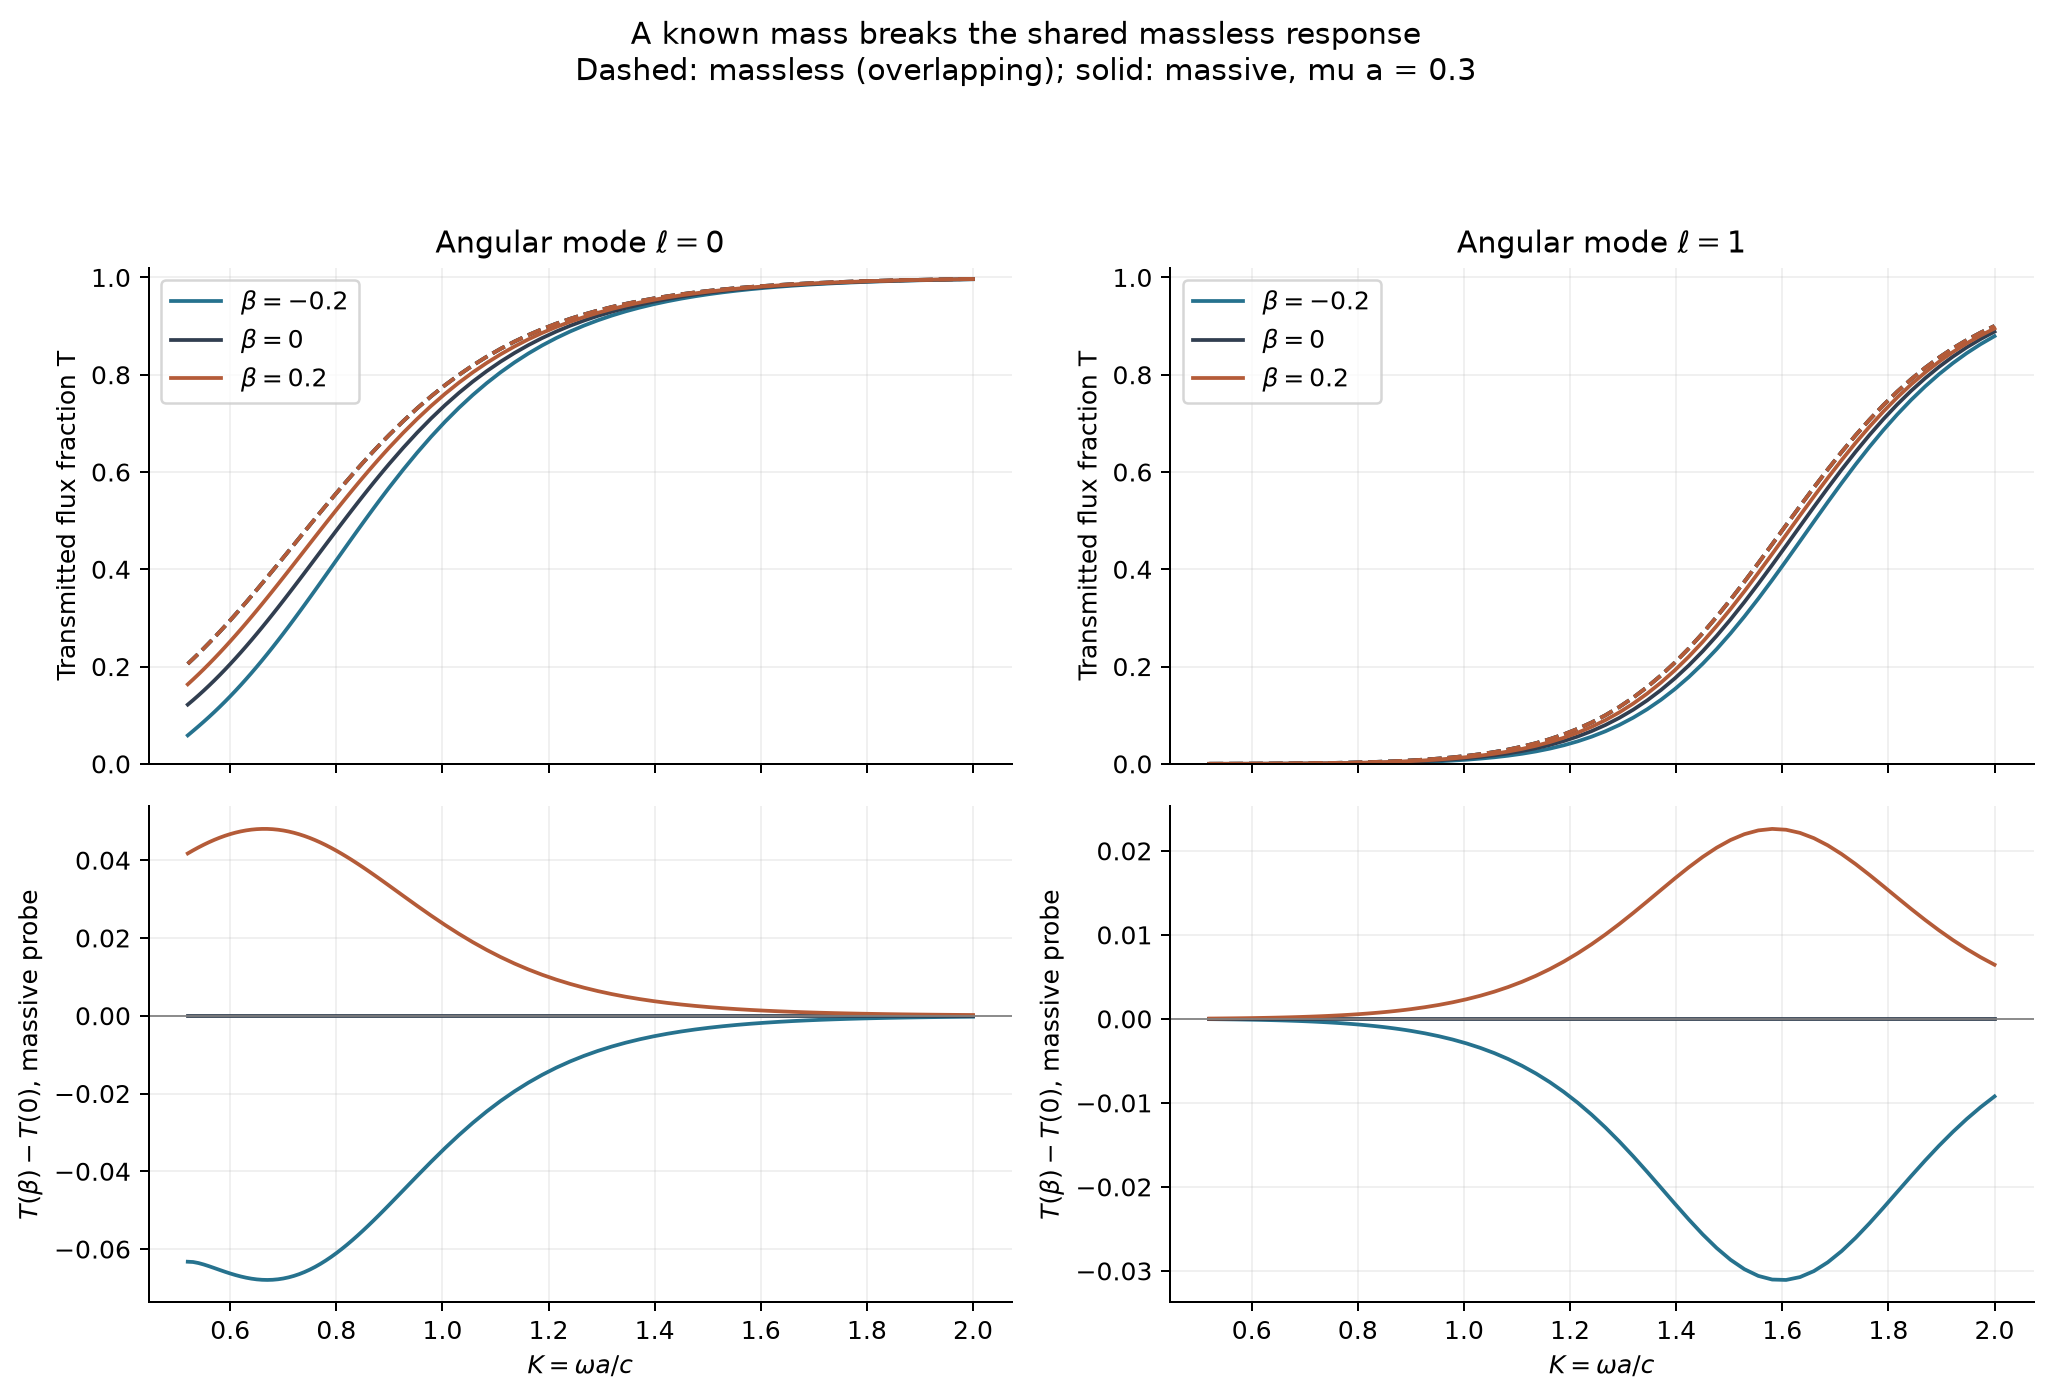 A known mass breaks the shared massless response
Dashed: massless (overlapping); solid: massive, mu a = 0.3
Angular mode ℓ = 0
Transmitted flux fraction T
1.0
0.8
0.6
0.4
0.2
0.0
β = −0.2
β = 0
β = 0.2
Angular mode ℓ = 1
Transmitted flux fraction T
1.0
0.8
0.6
0.4
0.2
0.0
β = −0.2
β = 0
β = 0.2
T(β) − T(0), massive probe
0.04
0.02
0.00
−0.02
−0.04
−0.06
0.6 0.8 1.0 1.2 1.4 1.6 1.8 2.0
K = ωa/c
T(β) − T(0), massive probe
0.02
0.01
0.00
−0.01
−0.02
−0.03
0.6 0.8 1.0 1.2 1.4 1.6 1.8 2.0
K = ωa/c